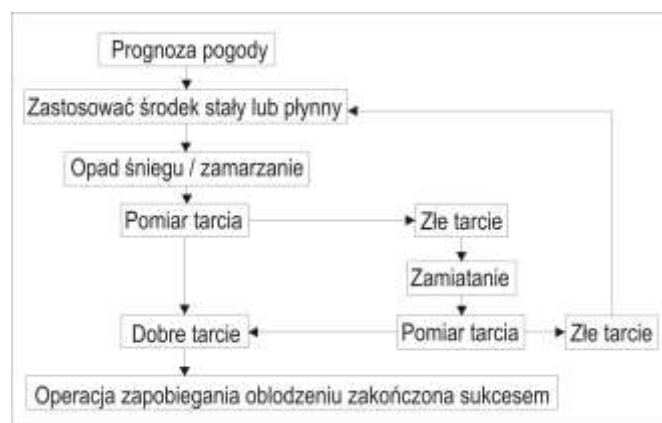 Prognoza pogody
Zastosować środek stały lub płynny
Opad śniegu / zamarzanie
Pomiar tarcia
Złe tarcie
Zamiatanie
Dobre tarcie
Pomiar tarcia
Złe tarcie
Operacja zapobiegania oblodzeniu zakończona sukcesem